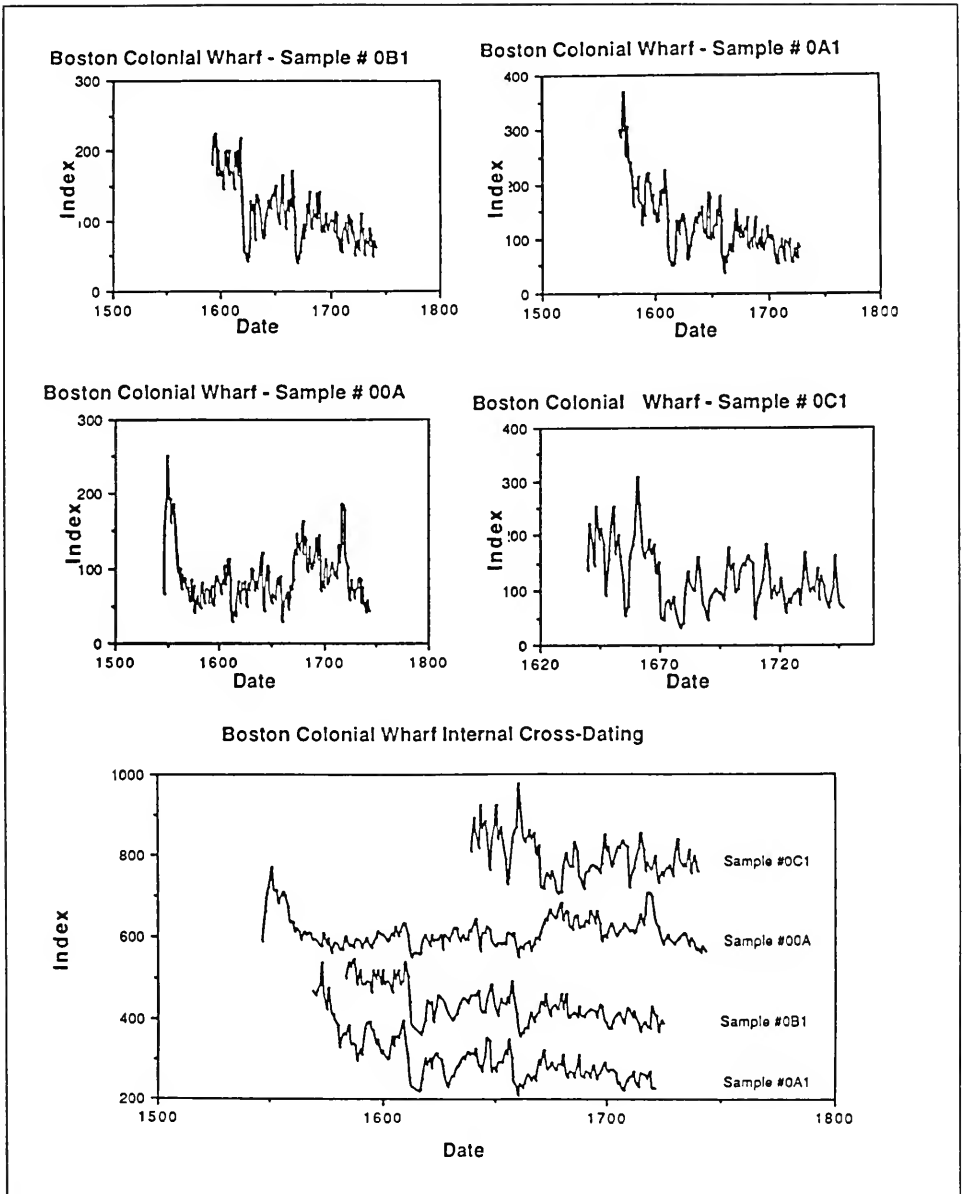 Boston Colonial Wharf - Sample # 0B1
300
200
100
0
1500
1600
1700
1800
Index
Date
Boston Colonial Wharf - Sample # 0A1
400
300
200
100
0
1500
1600
1700
1800
Index
Date
Boston Colonial Wharf - Sample # 00A
300
200
100
0
1500
1600
1700
1800
Index
Date
Boston Colonial Wharf - Sample # 0C1
400
300
200
100
0
1620
1670
1720
Index
Date
Boston Colonial Wharf Internal Cross-Dating
1000
800
600
400
200
1500
1600
1700
1800
Index
Date
Sample #0C1
Sample #00A
Sample #0B1
Sample #0A1